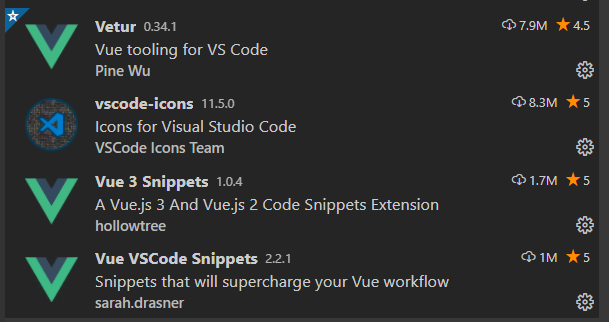 Vetur 0.34.1 7.9M 4.5
Vue tooling for VS Code
Pine Wu
vscode-icons 11.5.0 8.3M 5
Icons for Visual Studio Code
VSCode Icons Team
Vue 3 Snippets 1.0.4 1.7M 5
A Vue.js 3 And Vue.js 2 Code Snippets Extension
hollowtree
Vue VSCode Snippets 2.2.1 1M 5
Snippets that will supercharge your Vue workflow
sarah.drasner